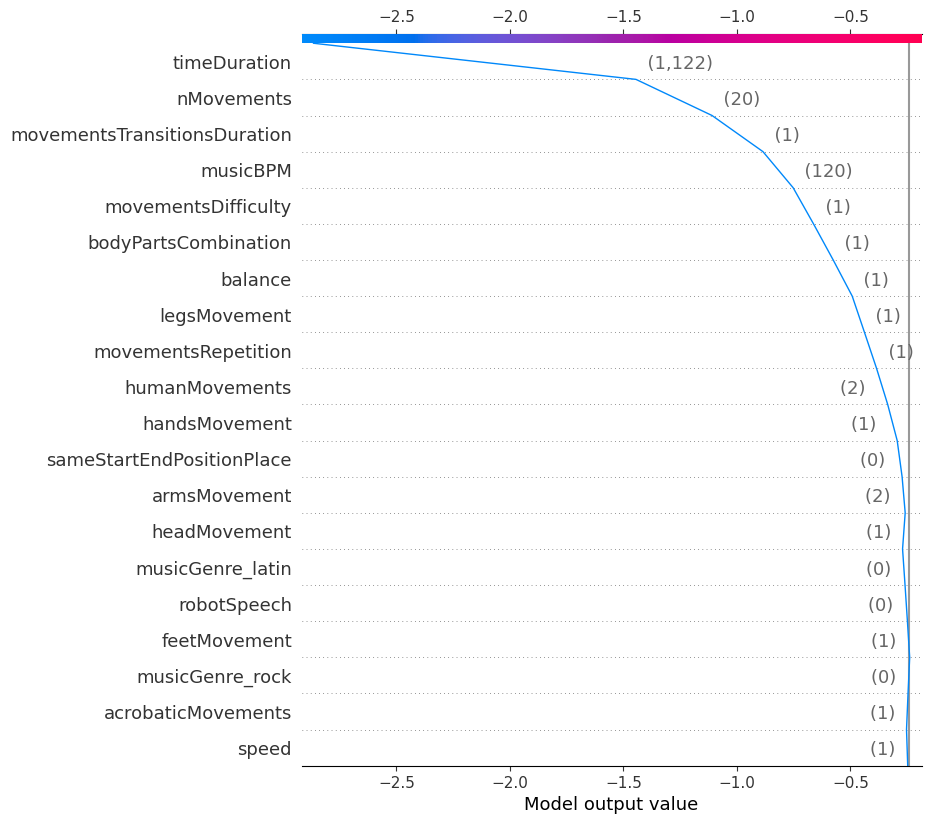 −2.5 −2.0 −1.5 −1.0 −0.5
timeDuration (1,122)
nMovements (20)
movementsTransitionsDuration (1)
musicBPM (120)
movementsDifficulty (1)
bodyPartsCombination (1)
balance (1)
legsMovement (1)
movementsRepetition (1)
humanMovements (2)
handsMovement (1)
sameStartEndPositionPlace (0)
armsMovement (2)
headMovement (1)
musicGenre_latin (0)
robotSpeech (0)
feetMovement (1)
musicGenre_rock (0)
acrobaticMovements (1)
speed (1)
−2.5 −2.0 −1.5 −1.0 −0.5
Model output value